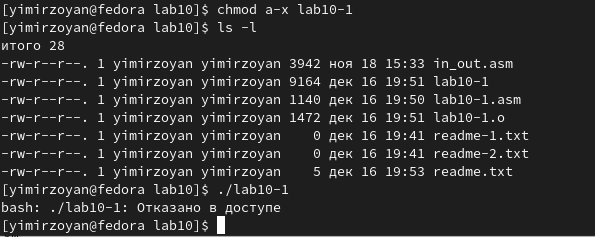 [yimirzoyan@fedora lab10]$ chmod a-x lab10-1
[yimirzoyan@fedora lab10]$ ls -l
итого 28
-rw-r--r--. 1 yimirzoyan yimirzoyan 3942 ноя 18 15:33 in_out.asm
-rw-r--r--. 1 yimirzoyan yimirzoyan 9164 дек 16 19:51 lab10-1
-rw-r--r--. 1 yimirzoyan yimirzoyan 1140 дек 16 19:50 lab10-1.asm
-rw-r--r--. 1 yimirzoyan yimirzoyan 1472 дек 16 19:51 lab10-1.o
-rw-r--r--. 1 yimirzoyan yimirzoyan    0 дек 16 19:41 readme-1.txt
-rw-r--r--. 1 yimirzoyan yimirzoyan    0 дек 16 19:41 readme-2.txt
-rw-r--r--. 1 yimirzoyan yimirzoyan    5 дек 16 19:53 readme.txt
[yimirzoyan@fedora lab10]$ ./lab10-1
bash: ./lab10-1: Отказано в доступе
[yimirzoyan@fedora lab10]$